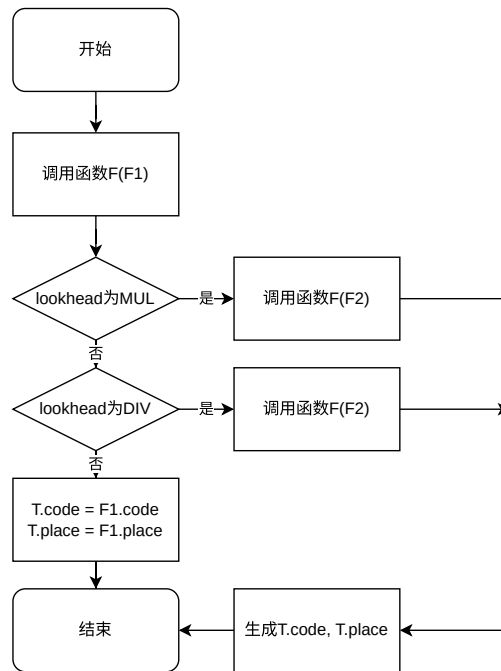 开始
调用函数F(F1)
lookhead为MUL
是
调用函数F(F2)
否
lookhead为DIV
是
调用函数F(F2)
否
T.code = F1.code
T.place = F1.place
结束
生成T.code, T.place